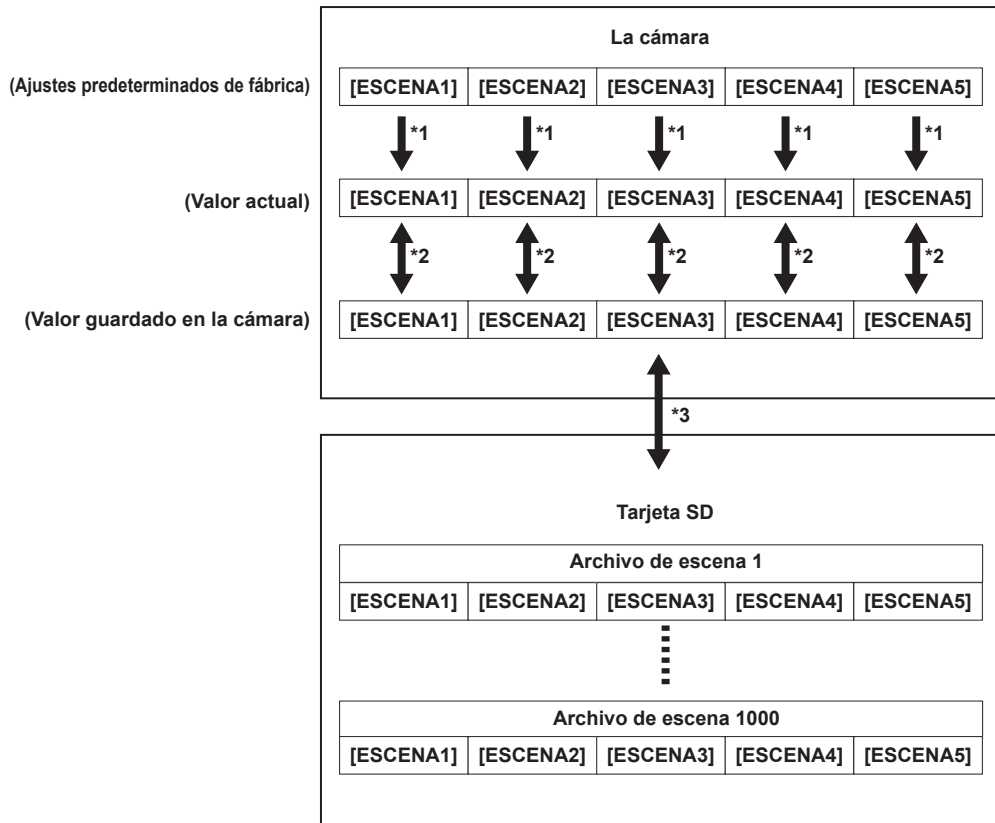 La cámara
(Ajustes predeterminados de fábrica) [ESCENA1] [ESCENA2] [ESCENA3] [ESCENA4] [ESCENA5]
*1 *1 *1 *1 *1
(Valor actual) [ESCENA1] [ESCENA2] [ESCENA3] [ESCENA4] [ESCENA5]
*2 *2 *2 *2 *2
(Valor guardado en la cámara) [ESCENA1] [ESCENA2] [ESCENA3] [ESCENA4] [ESCENA5]
*3
Tarjeta SD
Archivo de escena 1
[ESCENA1] [ESCENA2] [ESCENA3] [ESCENA4] [ESCENA5]
Archivo de escena 1000
[ESCENA1] [ESCENA2] [ESCENA3] [ESCENA4] [ESCENA5]